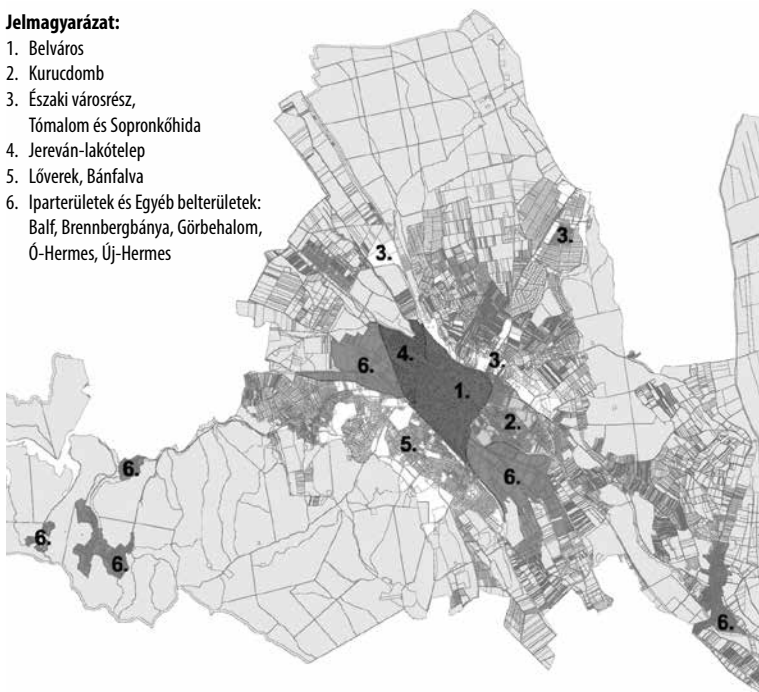 Jelmagyarázat:
1. Belváros
2. Kurucdomb
3. Északi városrész,
Tómalom és Sopronkőhida
4. Jereván-lakótelep
5. Lőverek, Bánfalva
6. Iparterületek és Egyéb belterületek:
Balf, Brennbergbánya, Görbehalom,
Ó-Hermes, Új-Hermes
3.
3.
3.
4.
6.
1.
2.
5.
6.
6.
6.
6.
6.